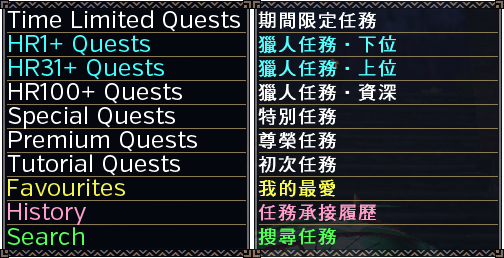 Time Limited Quests
HR1+ Quests
HR31+ Quests
HR100+ Quests
Special Quests
Premium Quests
Tutorial Quests
Favourites
History
Search
期間限定任務
獵人任務・下位
獵人任務・上位
獵人任務・資深
特別任務
尊榮任務
初次任務
我的最愛
任務承接履歷
搜尋任務